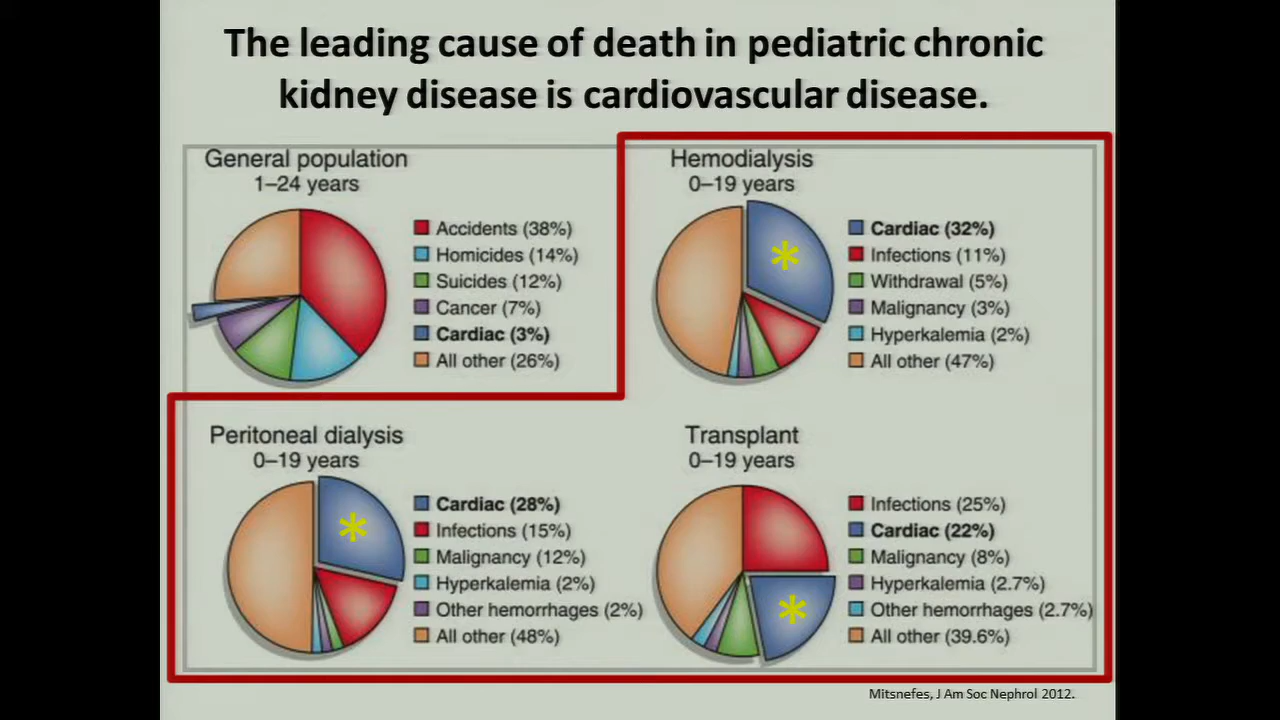 The leading cause of death in pediatric chronic
kidney disease is cardiovascular disease.
General population
1–24 years
Accidents (38%)
Homicides (14%)
Suicides (12%)
Cancer (7%)
Cardiac (3%)
All other (26%)
Hemodialysis
0–19 years
Cardiac (32%)
Infections (11%)
Withdrawal (5%)
Malignancy (3%)
Hyperkalemia (2%)
All other (47%)
Peritoneal dialysis
0–19 years
Cardiac (28%)
Infections (15%)
Malignancy (12%)
Hyperkalemia (2%)
Other hemorrhages (2%)
All other (48%)
Transplant
0–19 years
Infections (25%)
Cardiac (22%)
Malignancy (8%)
Hyperkalemia (2.7%)
Other hemorrhages (2.7%)
All other (39.6%)
Mitsnefes, J Am Soc Nephrol 2012.